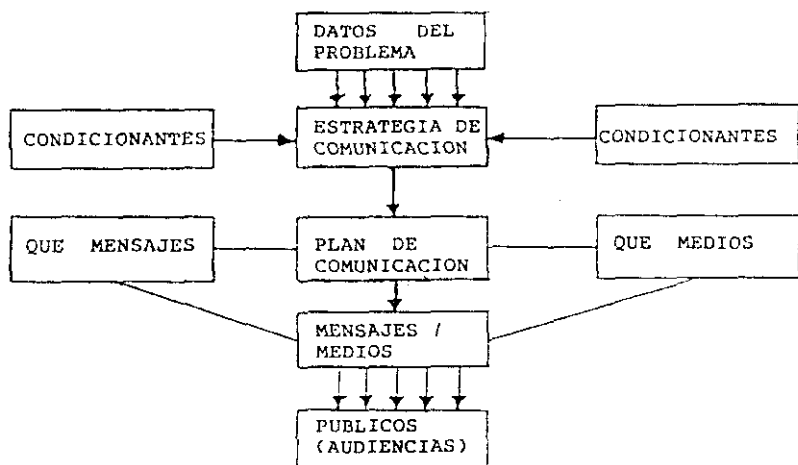 DATOS DEL
PROBLEMA
CONDICIONANTES
ESTRATEGIA DE
COMUNICACION
CONDICIONANTES
QUE MENSAJES
PLAN DE
COMUNICACION
QUE MEDIOS
MENSAJES /
MEDIOS
PUBLICOS
(AUDIENCIAS)